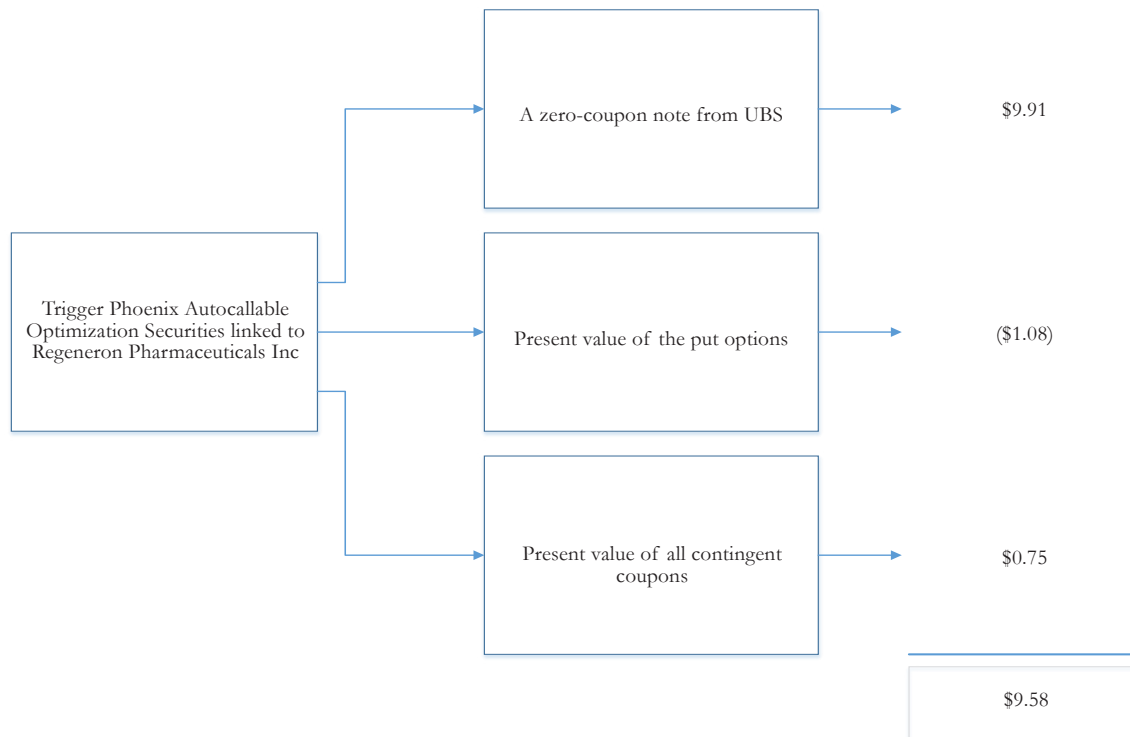 A zero-coupon note from UBS
$9.91
Trigger Phoenix Autocallable
Optimization Securities linked to
Regeneron Pharmaceuticals Inc
Present value of the put options
($1.08)
Present value of all contingent
coupons
$0.75
$9.58